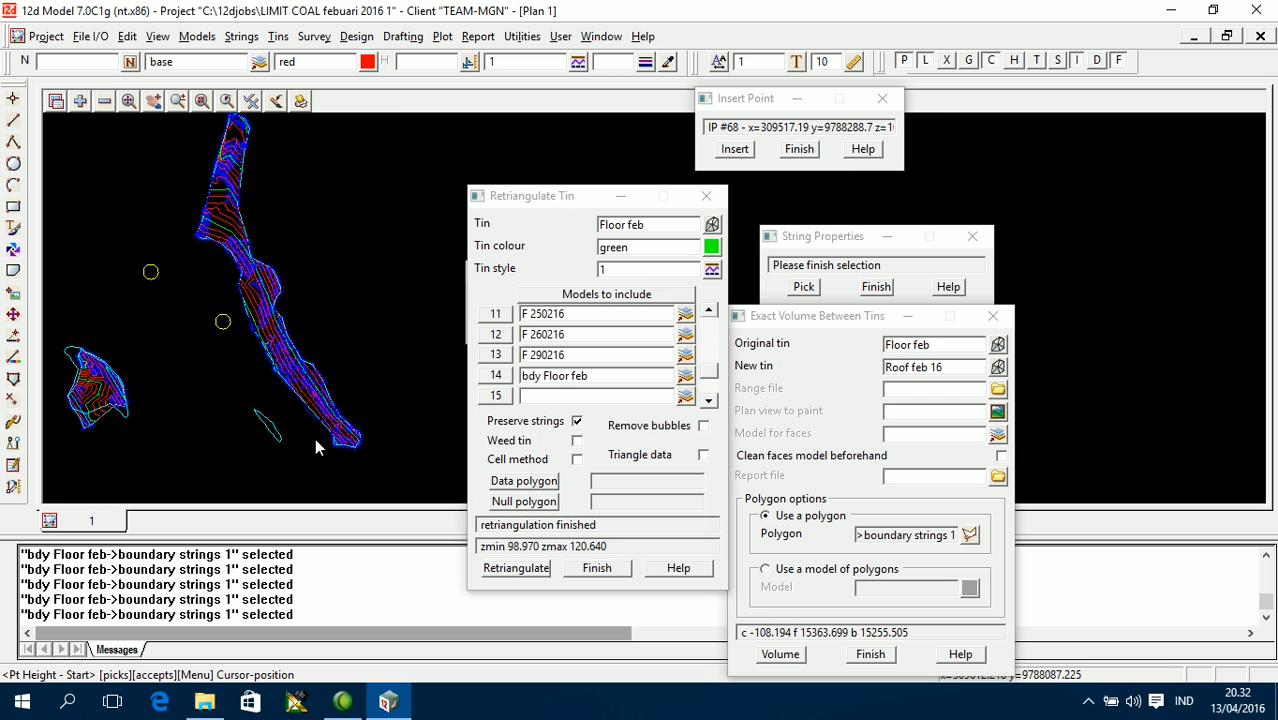 12d Model 7.0C1g (nt.x86) - Project "C:\12djobs\LIMIT COAL febuari 2016 1" - Client "TEAM-MGN" - [Plan 1]
Project File I/O Edit View Models Strings Tins Survey Design Drafting Plot Report Utilities User Window Help
N N base red H 1 1 T 10 P L X G C H T S I D F
Insert Point
IP #68 - x=309517.19 y=9788288.7 z=1
Insert Finish Help
Retriangulate Tin
Tin Floor feb
Tin colour green
Tin style 1
Models to include
11 F 250216
12 F 260216
13 F 290216
14 bdy Floor feb
15
Preserve strings Remove bubbles
Weed tin
Cell method Triangle data
Data polygon
Null polygon
retriangulation finished
zmin 98.970 zmax 120.640
Retriangulate Finish Help
String Properties
Please finish selection
Pick Finish Help
Exact Volume Between Tins
Original tin Floor feb
New tin Roof feb 16
Range file
Plan view to paint
Model for faces
Clean faces model beforehand
Report file
Polygon options
Use a polygon
Polygon >boundary strings 1
Use a model of polygons
Model
c -108.194 f 15363.699 b 15255.505
Volume Finish Help
1
"bdy Floor feb->boundary strings 1" selected
"bdy Floor feb->boundary strings 1" selected
"bdy Floor feb->boundary strings 1" selected
"bdy Floor feb->boundary strings 1" selected
"bdy Floor feb->boundary strings 1" selected
Messages
<Pt Height - Start> [picks][accepts][Menu] Cursor-position
y=9788087.225
IND
20.32
13/04/2016